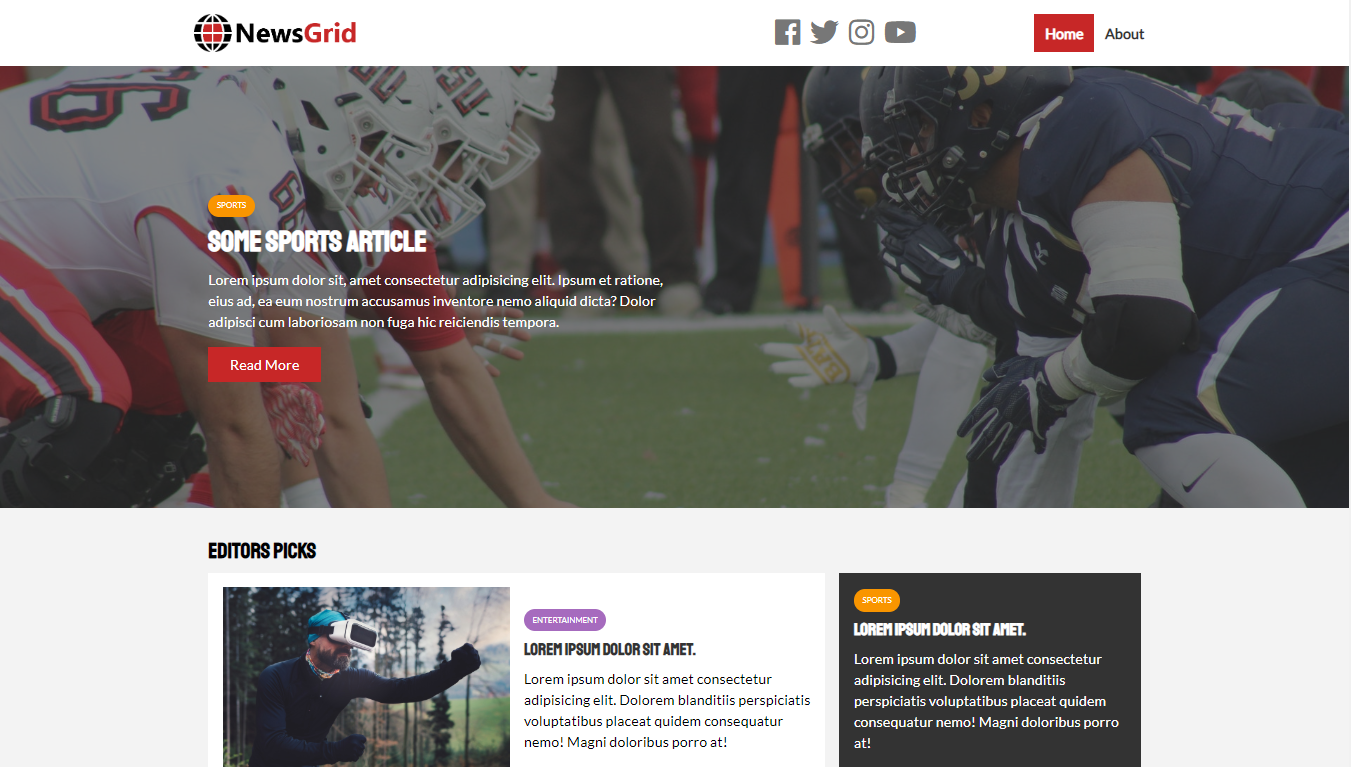 NewsGrid
Home
About
SPORTS
SOME SPORTS ARTICLE
Lorem ipsum dolor sit, amet consectetur adipisicing elit. Ipsum et ratione,
eius ad, ea eum nostrum accusamus inventore nemo aliquid dicta? Dolor
adipisci cum laboriosam non fuga hic reiciendis tempora.
Read More
EDITORS PICKS
ENTERTAINMENT
LOREM IPSUM DOLOR SIT AMET.
Lorem ipsum dolor sit amet consectetur
adipisicing elit. Dolorem blanditiis perspiciatis
voluptatibus placeat quidem consequatur
nemo! Magni doloribus porro at!
SPORTS
LOREM IPSUM DOLOR SIT AMET.
Lorem ipsum dolor sit amet consectetur
adipisicing elit. Dolorem blanditiis
perspiciatis voluptatibus placeat quidem
consequatur nemo! Magni doloribus porro
at!